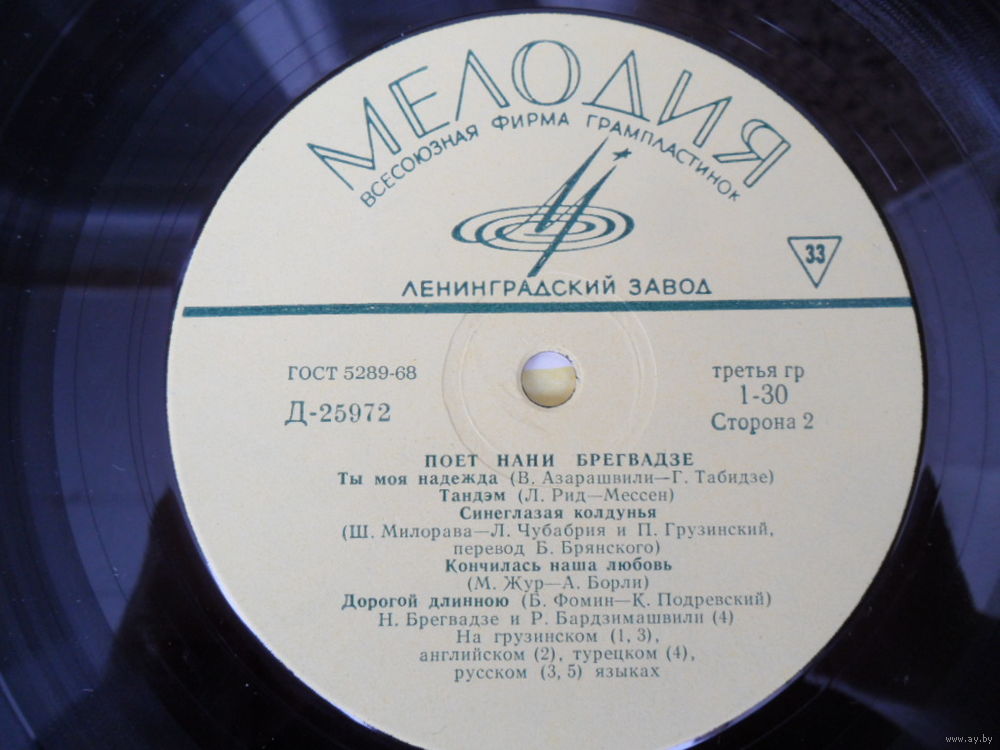 МЕЛОДИЯ
ВСЕСОЮЗНАЯ ФИРМА ГРАМПЛАСТИНОК
33
ЛЕНИНГРАДСКИЙ ЗАВОД
ГОСТ 5289-68
Д-25972
третья гр
1-30
Сторона 2
ПОЕТ НАНИ БРЕГВАДЗЕ
Ты моя надежда (В. Азарашвили—Г. Табидзе)
Тандэм (Л. Рид—Мессен)
Синеглазая колдунья
(Ш. Милорава—Л. Чубабрия и П. Грузинский,
перевод Б. Брянского)
Кончилась наша любовь
(М. Жур—А. Борли)
Дорогой длинною (Б. Фомин—К. Подревский)
Н. Брегвадзе и Р. Бардзимашвили (4)
На грузинском (1, 3),
английском (2), турецком (4),
русском (3, 5) языках
www.ay.by